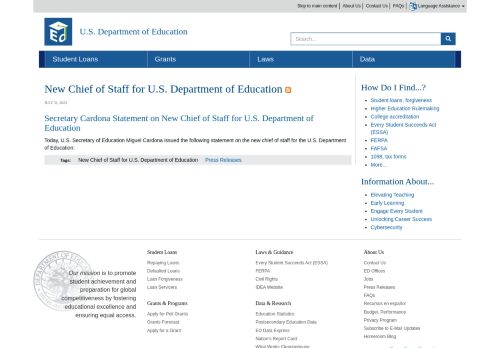 Skip to main content | About Us | Contact Us | FAQs | Language Assistance
U.S. Department of Education
Search...
Student Loans Grants Laws Data
New Chief of Staff for U.S. Department of Education
Secretary Cardona Statement on New Chief of Staff for U.S. Department of
Education
Today, U.S. Secretary of Education Miguel Cardona issued the following statement on the new chief of staff for the U.S. Department
of Education:
Tags: New Chief of Staff for U.S. Department of Education Press Releases
How Do I Find...?
Student loans, forgiveness
Higher Education Rulemaking
College accreditation
Every Student Succeeds Act
(ESSA)
FERPA
FAFSA
1098, tax forms
More...
Information About...
Elevating Teaching
Early Learning
Engage Every Student
Unlocking Career Success
Cybersecurity
Our mission is to promote
student achievement and
preparation for global
competitiveness by fostering
educational excellence and
ensuring equal access.
Student Loans
Repaying Loans
Defaulted Loans
Loan Forgiveness
Loan Servicers
Grants & Programs
Apply for Pell Grants
Grants Forecast
Apply for a Grant
Laws & Guidance
Every Student Succeeds Act (ESSA)
FERPA
Civil Rights
IDEA Website
Data & Research
Education Statistics
Postsecondary Education Data
ED Data Express
Nation's Report Card
What Works Clearinghouse
About Us
Contact Us
ED Offices
Jobs
Press Releases
FAQs
Recursos en español
Budget, Performance
Privacy Program
Subscribe to E-Mail Updates
Homeroom Blog